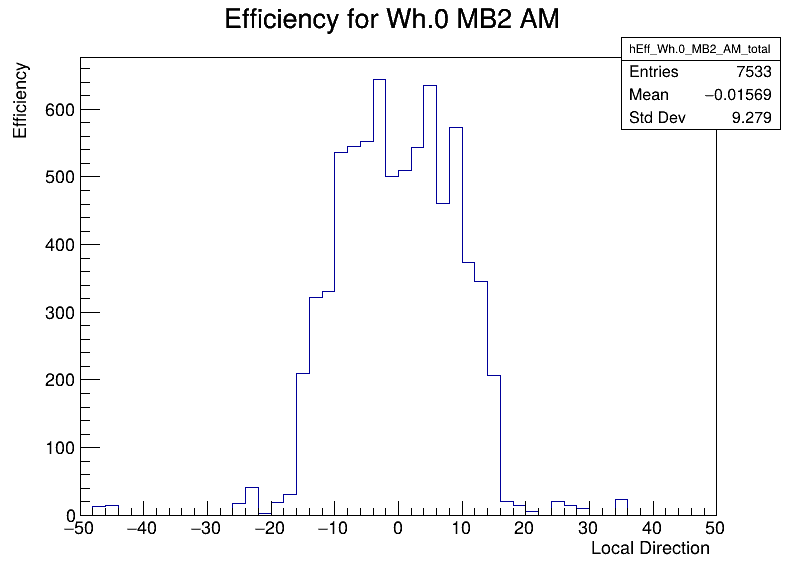 Efficiency for Wh.0 MB2 AM
hEff_Wh.0_MB2_AM_total
Entries 7533
Mean −0.01569
Std Dev 9.279
Efficiency
600
500
400
300
200
100
0
−50 −40 −30 −20 −10 0 10 20 30 40 50
Local Direction